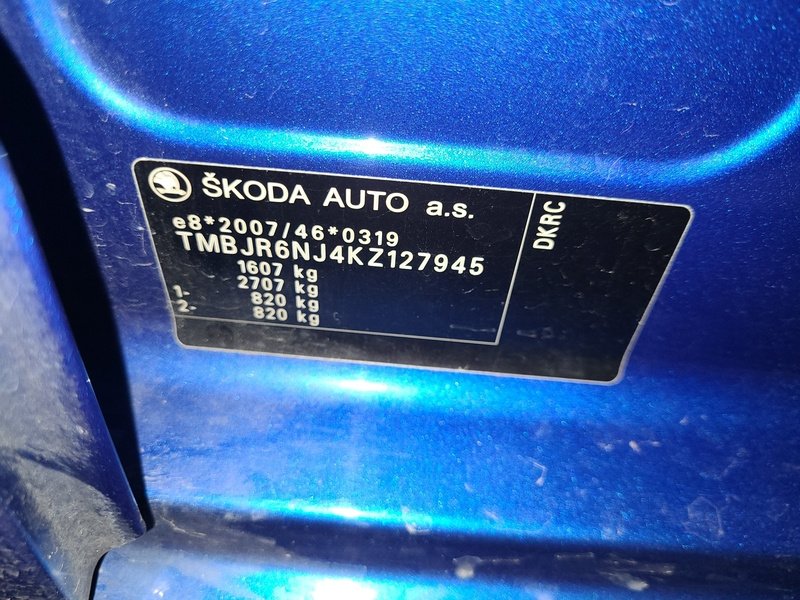 ŠKODA AUTO a.s.
e8*2007/46*0319
TMBJR6NJ4KZ127945
1607 kg
2707 kg
1- 820 kg
2- 820 kg
DKRC